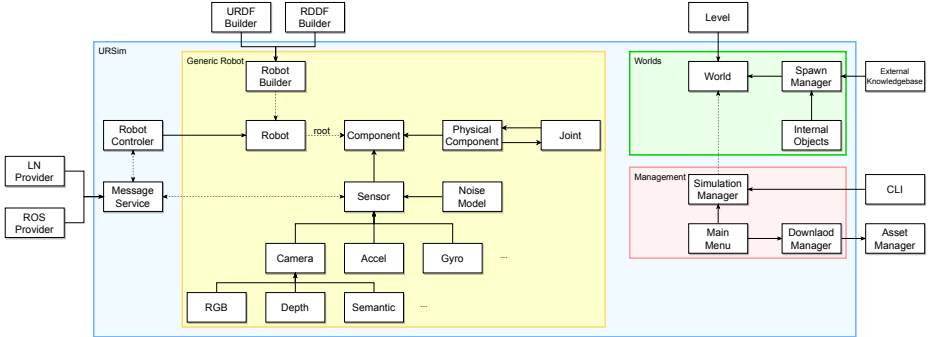 URDF
Builder
RDDF
Builder
Level
URSim
Generic Robot
Robot
Builder
Worlds
World
Spawn
Manager
External
Knowledgebase
Robot
Controler
Robot
root
Component
Physical
Component
Joint
Internal
Objects
LN
Provider
Message
Service
Sensor
Noise
Model
Management
Simulation
Manager
CLI
ROS
Provider
Main
Menu
Downlaod
Manager
Asset
Manager
Camera
Accel
Gyro
...
RGB
Depth
Semantic
...